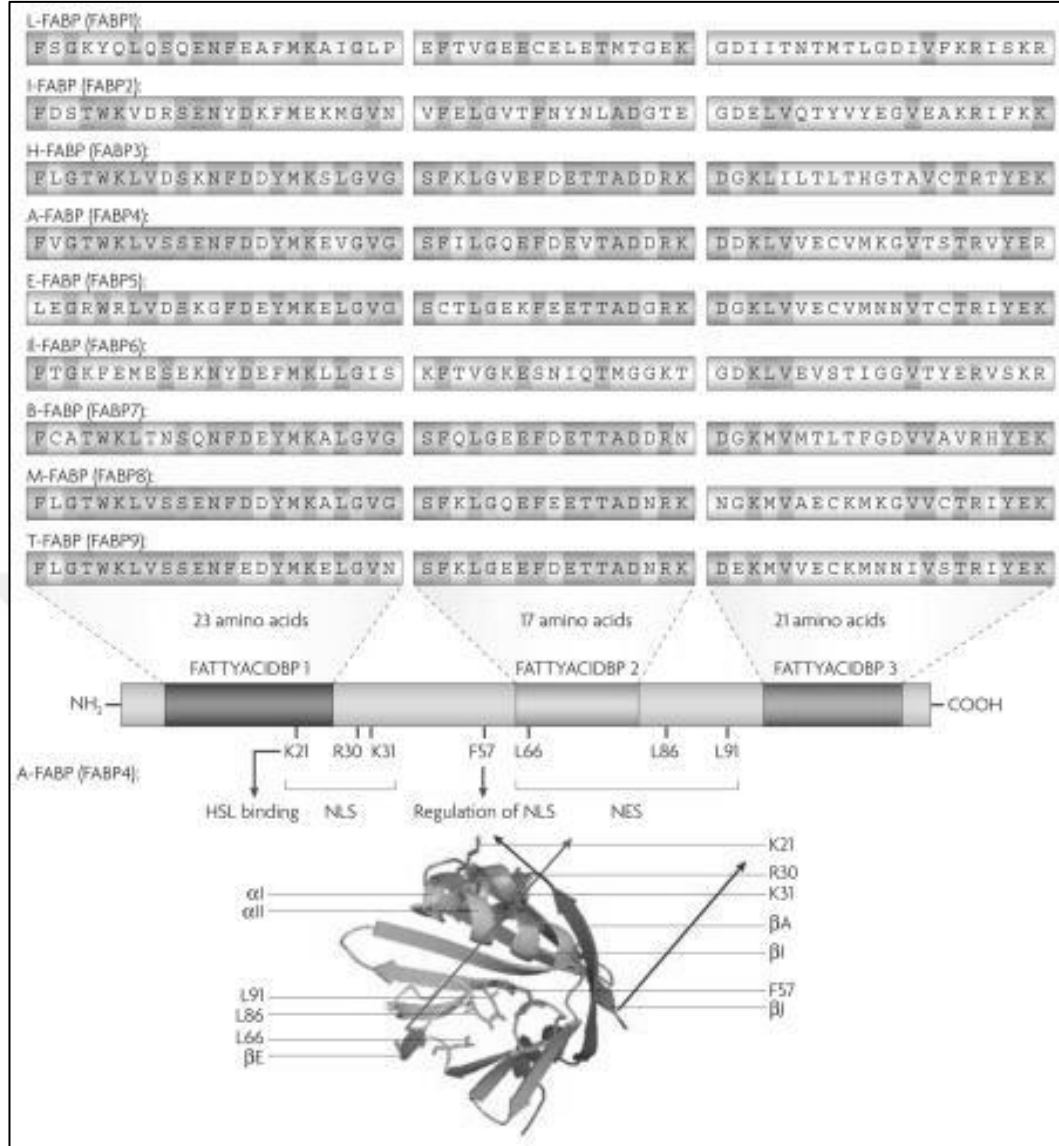 L-FABP (FABP1):
FSGKYQLQSQENFEAFMKAIGLP EFTVGEECELETMTGEK GDIITNTMTLGDIVFKRISKR
I-FABP (FABP2):
FDSTWKVDRSENYDKFMEKMGVN VFELGVTFNYNLADGTE GDELVQTYVYEGVEAKRIFKK
H-FABP (FABP3):
FLGTWKLVDSKNFDDYMKSLGVG SFKLGVEFDETTADDRK DGKLILTLTHGTAVCTRTYEK
A-FABP (FABP4):
FVGTWKLVSSENFDDYMKEVGVG SFILGQEFDEVTADDRK DDKLVVECVMKGVTSTRVYER
E-FABP (FABP5):
LEGRWRLVDSKGFDEYMKELGVG SCTLGEKFEETTADGRK DGKLVVECVMNNVTCTRIYEK
Il-FABP (FABP6):
FTGKFEMESEKNYDEFMKLLGIS KFTVGKESNIQTMGGKT GDKLVEVSTIGGVTYERVSKR
B-FABP (FABP7):
FCATWKLTNSQNFDEYMKALGVG SFQLGEEFDETTADDRN DGKMVMTLTFGDVVAVRHYEK
M-FABP (FABP8):
FLGTWKLVSSENFDDYMKALGVG SFKLGQEFEETTADNRK NGKMVAECKMKGVVCTRIYEK
T-FABP (FABP9):
FLGTWKLVSSENFEDYMKELGVN SFKLGEEFDETTADNRK DEKMVVECKMNNIVSTRIYEK
23 amino acids 17 amino acids 21 amino acids
FATTYACIDBP 1 FATTYACIDBP 2 FATTYACIDBP 3
NH2 COOH
K21 R30 K31 F57 L66 L86 L91
A-FABP (FABP4):
HSL binding NLS Regulation of NLS NES
K21
R30
αI K31
αII βA
βI
L91 F57
L86 βJ
L66
βE